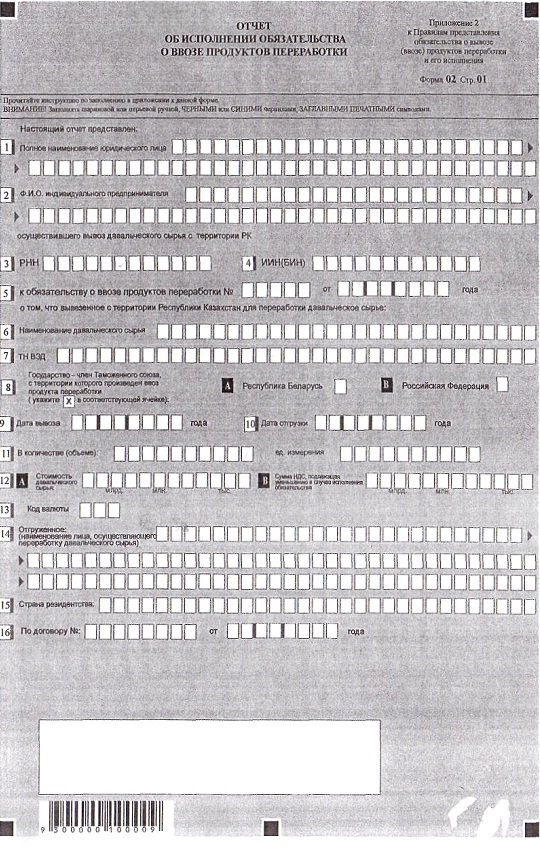 ОТЧЕТ
ОБ ИСПОЛНЕНИИ ОБЯЗАТЕЛЬСТВА
О ВВОЗЕ ПРОДУКТОВ ПЕРЕРАБОТКИ
Приложение 2
к Правилам представления
обязательства о вывозе
(ввозе) продуктов переработки
и его исполнения
Форма 02 Стр. 01
Прочитайте инструкцию по заполнению в приложении к данной форме.
ВНИМАНИЕ! Заполнять шариковой или перьевой ручкой, ЧЕРНЫМИ или СИНИМИ чернилами, ЗАГЛАВНЫМИ ПЕЧАТНЫМИ символами.
Настоящий отчет представлен:
1 Полное наименование юридического лица
2 Ф.И.О. индивидуального предпринимателя
осуществившего вывоз давальческого сырья с территории РК
3 РНН 4 ИИН(БИН)
5 к обязательству о ввозе продуктов переработки № от года
о том, что вывезенное с территории Республики Казахстан для переработки давальческое сырье:
6 Наименование давальческого сырья
7 ТН ВЭД
8 Государство – член Таможенного союза,
с территории которого произведен ввоз
продукта переработки
( укажите X в соответствующей ячейке):
A Республика Беларусь B Российская Федерация
9 Дата вывоза года 10 Дата отгрузки года
11 В количестве (объеме): ед. измерения
12 A Стоимость
давальческого
сырья:
млрд. млн. тыс.
B Сумма НДС, подлежащая
уменьшению в случае исполнения
обязательства
млрд. млн. тыс.
13 Код валюты
14 Отгруженное:
(наименование лица, осуществляющего
переработку давальческого сырья)
15 Страна резидентства:
16 По договору №: от года
9 300000 100009